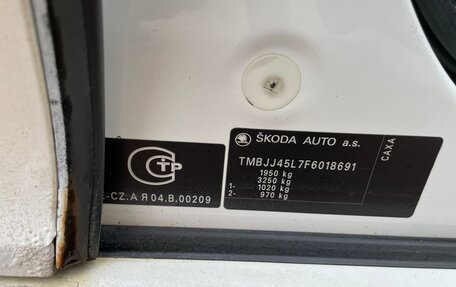 ŠKODA AUTO a.s.
TMBJJ45L7F6018691
1950 kg
3250 kg
1- 1020 kg
2- 970 kg
CAXA
-CZ.A Я 04.B.00209